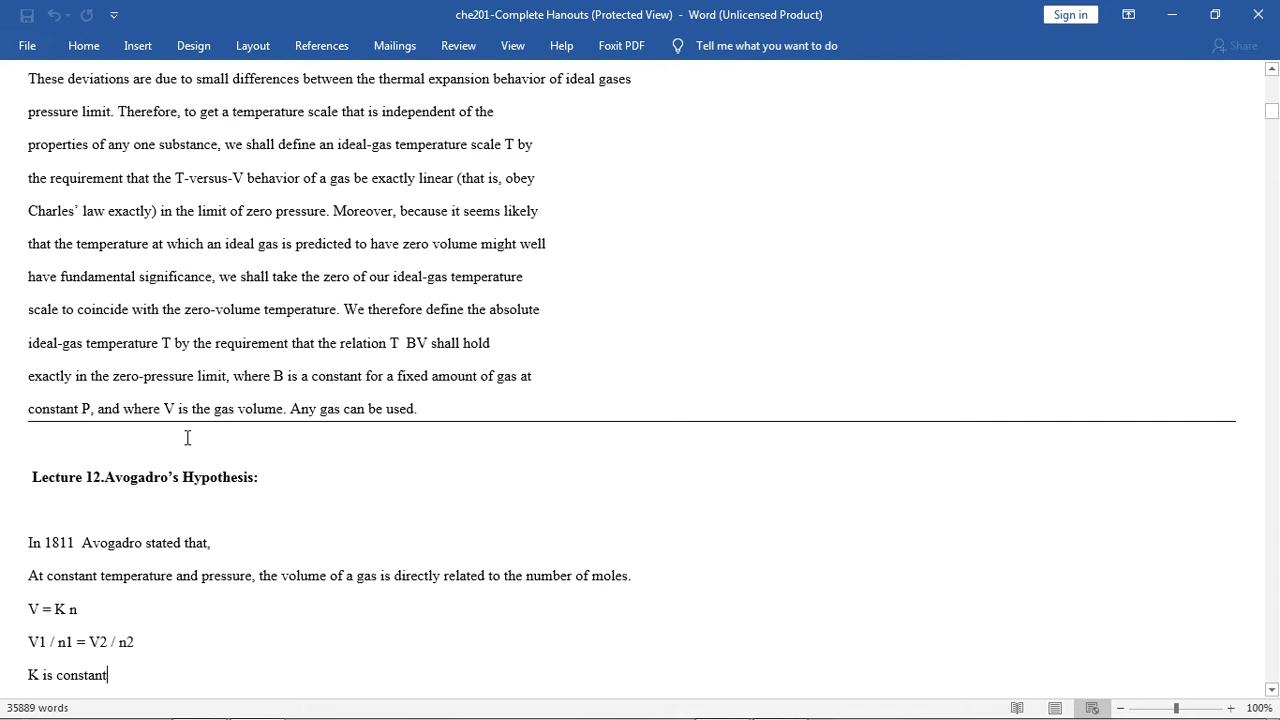 che201-Complete Hanouts (Protected View) - Word (Unlicensed Product)
Sign in
File Home Insert Design Layout References Mailings Review View Help Foxit PDF Tell me what you want to do Share
These deviations are due to small differences between the thermal expansion behavior of ideal gases
pressure limit. Therefore, to get a temperature scale that is independent of the
properties of any one substance, we shall define an ideal-gas temperature scale T by
the requirement that the T-versus-V behavior of a gas be exactly linear (that is, obey
Charles’ law exactly) in the limit of zero pressure. Moreover, because it seems likely
that the temperature at which an ideal gas is predicted to have zero volume might well
have fundamental significance, we shall take the zero of our ideal-gas temperature
scale to coincide with the zero-volume temperature. We therefore define the absolute
ideal-gas temperature T by the requirement that the relation T  BV shall hold
exactly in the zero-pressure limit, where B is a constant for a fixed amount of gas at
constant P, and where V is the gas volume. Any gas can be used.
Lecture 12.Avogadro’s Hypothesis:
In 1811  Avogadro stated that,
At constant temperature and pressure, the volume of a gas is directly related to the number of moles.
V = K n
V1 / n1 = V2 / n2
K is constant
35889 words
100%